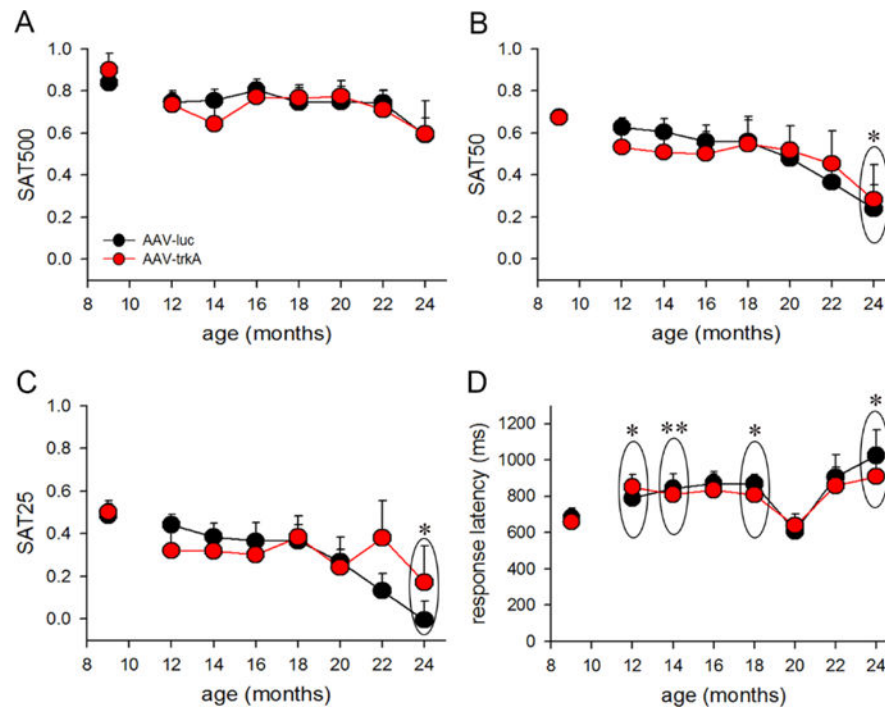 A
1.0
0.8
0.6
0.4
0.2
0.0
SAT500
AAV-luc
AAV-trkA
8 10 12 14 16 18 20 22 24
age (months)
B
1.0
0.8
0.6
0.4
0.2
0.0
SAT50
*
8 10 12 14 16 18 20 22 24
age (months)
C
1.0
0.8
0.6
0.4
0.2
0.0
SAT25
*
8 10 12 14 16 18 20 22 24
age (months)
D
1200
1000
800
600
400
200
0
response latency (ms)
* ** * *
8 10 12 14 16 18 20 22 24
age (months)